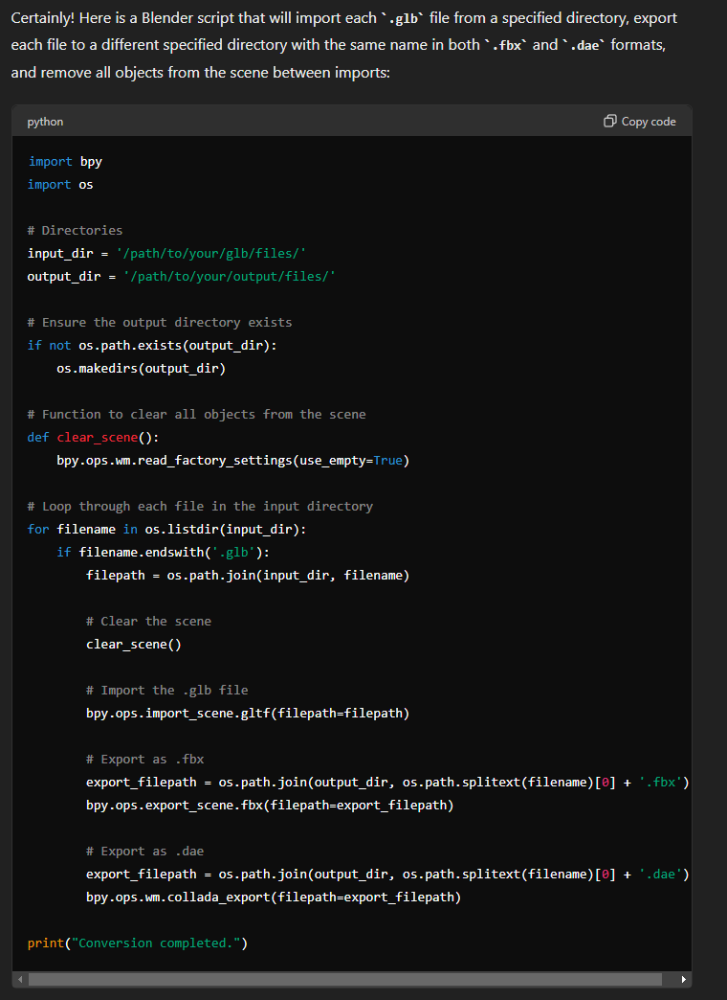 Certainly! Here is a Blender script that will import each `.glb` file from a specified directory, export
each file to a different specified directory with the same name in both `.fbx` and `.dae` formats,
and remove all objects from the scene between imports:
python
Copy code
import bpy
import os
# Directories
input_dir = '/path/to/your/glb/files/'
output_dir = '/path/to/your/output/files/'
# Ensure the output directory exists
if not os.path.exists(output_dir):
    os.makedirs(output_dir)
# Function to clear all objects from the scene
def clear_scene():
    bpy.ops.wm.read_factory_settings(use_empty=True)
# Loop through each file in the input directory
for filename in os.listdir(input_dir):
    if filename.endswith('.glb'):
        filepath = os.path.join(input_dir, filename)
        # Clear the scene
        clear_scene()
        # Import the .glb file
        bpy.ops.import_scene.gltf(filepath=filepath)
        # Export as .fbx
        export_filepath = os.path.join(output_dir, os.path.splitext(filename)[0] + '.fbx')
        bpy.ops.export_scene.fbx(filepath=export_filepath)
        # Export as .dae
        export_filepath = os.path.join(output_dir, os.path.splitext(filename)[0] + '.dae')
        bpy.ops.wm.collada_export(filepath=export_filepath)
print("Conversion completed.")